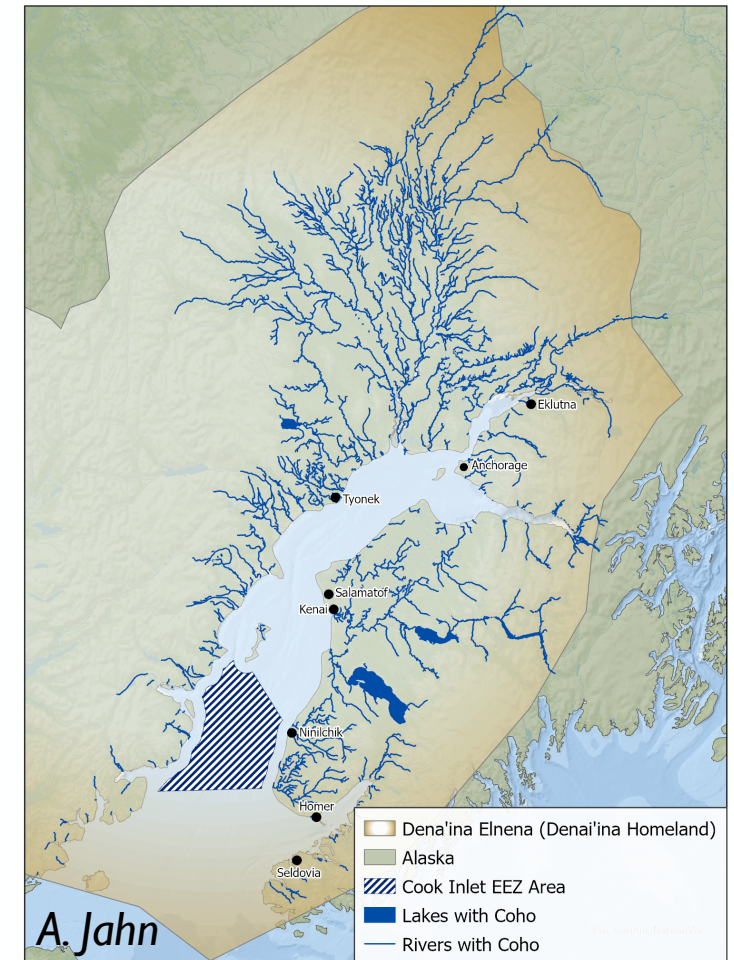 Eklutna
Anchorage
Tyonek
Salamatof
Kenai
Ninilchik
Homer
Seldovia
Dena'ina Elnena (Denai'ina Homeland)
Alaska
Cook Inlet EEZ Area
Lakes with Coho
Rivers with Coho
A. Jahn